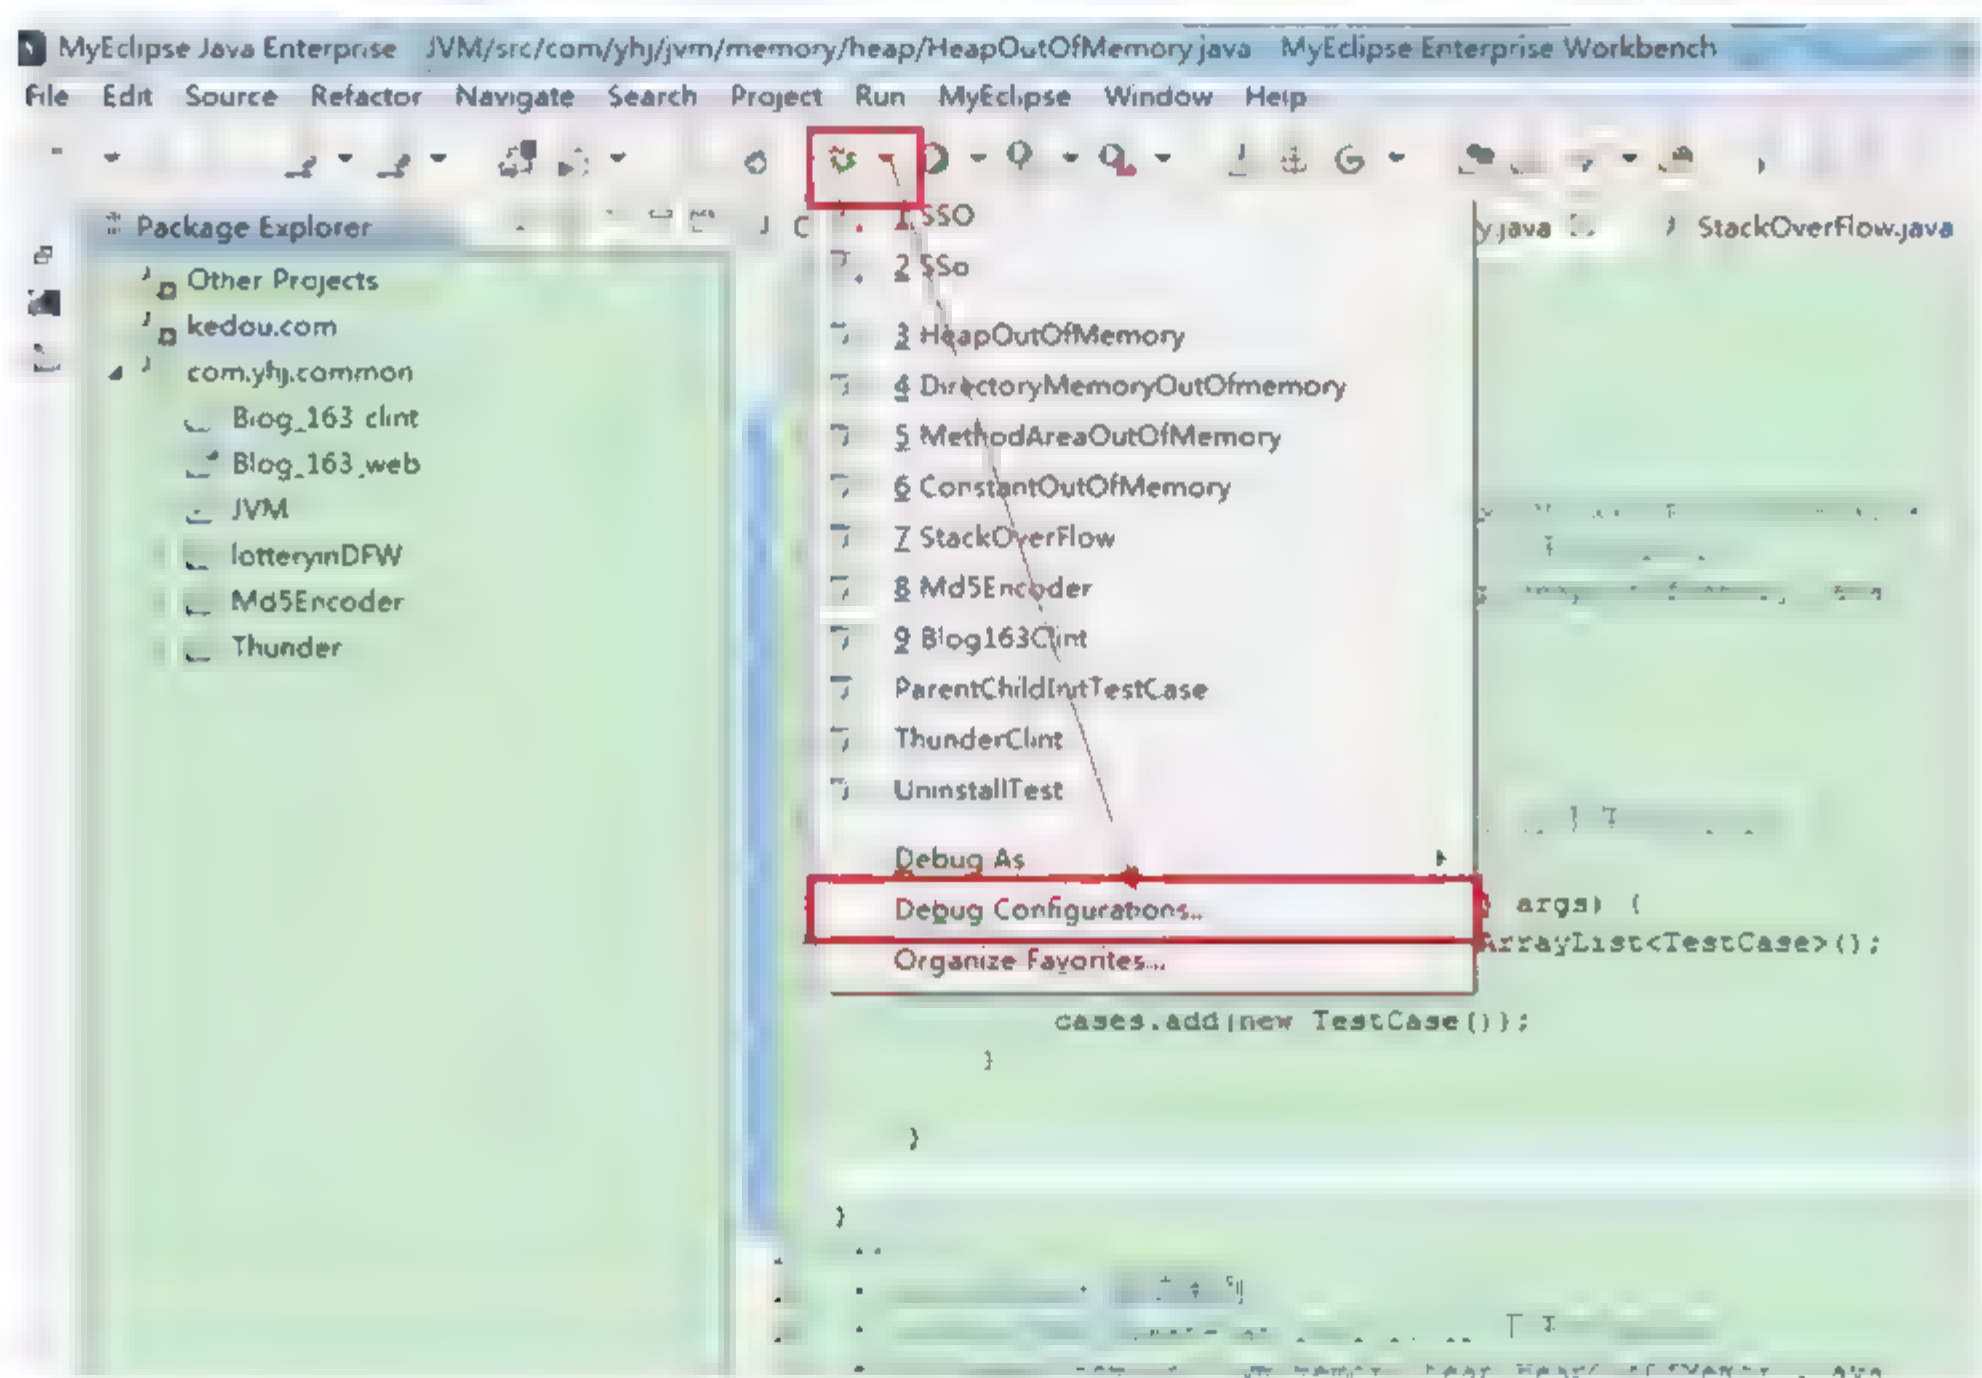 MyEclipse Java Enterprise JVM/src/com/yhj/jvm/memory/heap/HeapOutOfMemory.java MyEclipse Enterprise Workbench
File Edit Source Refactor Navigate Search Project Run MyEclipse Window Help
Package Explorer
y.java
StackOverFlow.java
Other Projects
kedou.com
com.yhj.common
Blog_163 clint
Blog_163_web
JVM
lotteryinDFW
Md5Encoder
Thunder
1 SSO
2 SSo
3 HeapOutOfMemory
4 DirectoryMemoryOutOfmemory
5 MethodAreaOutOfMemory
6 ConstantOutOfMemory
7 StackOverFlow
8 Md5Encoder
9 Blog163Clint
ParentChildInitTestCase
ThunderClint
UninstallTest
Debug As
Debug Configurations...
Organize Favorites...
args) {
ArrayList<TestCase>();
cases.add(new TestCase());
}
}
}